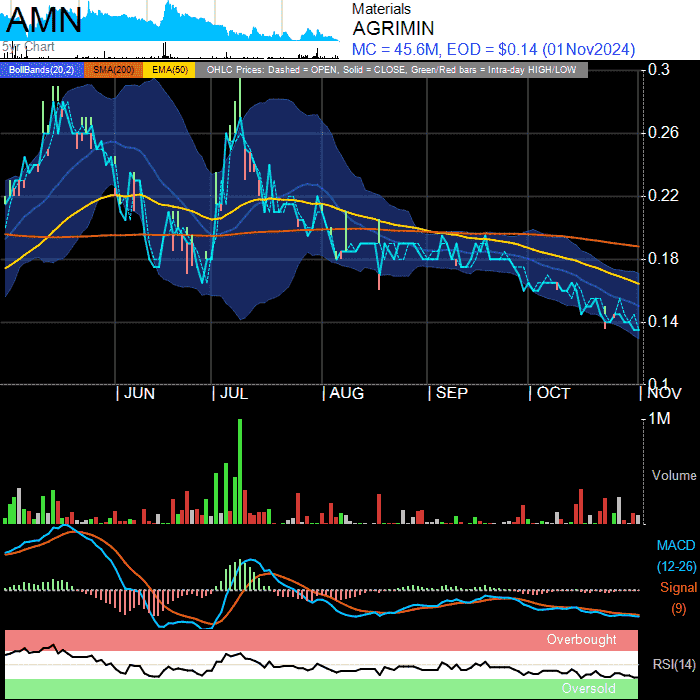 AMN
5yr Chart
Materials
AGRIMIN
MC = 45.6M, EOD = $0.14 (01Nov2024)
BollBands(20,2) SMA(200) EMA(50) OHLC Prices: Dashed = OPEN, Solid = CLOSE, Green/Red bars = Intra-day HIGH/LOW
0.3
0.26
0.22
0.18
0.14
0.1
| JUN | JUL | AUG | SEP | OCT | NOV
1M
Volume
MACD
(12-26)
Signal
(9)
Overbought
RSI(14)
Oversold